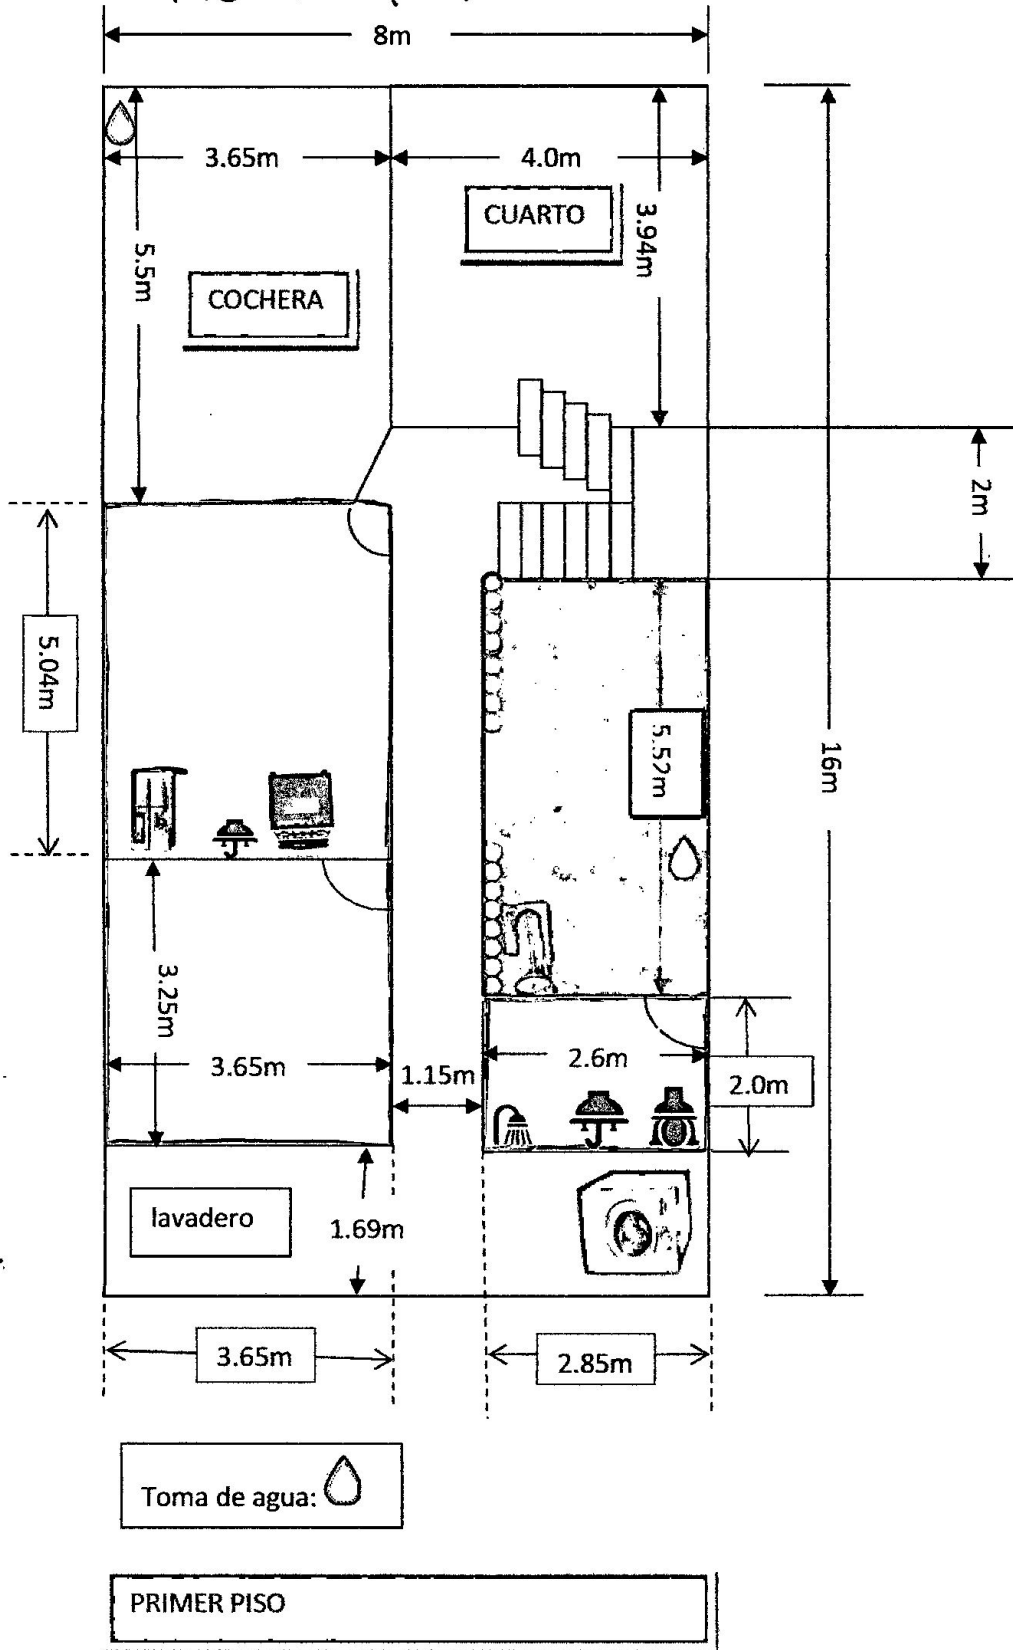 8m
3.65m
4.0m
CUARTO
3.94m
5.5m
COCHERA
2m
5.04m
5.52m
16m
3.25m
3.65m
1.15m
2.6m
2.0m
lavadero
1.69m
3.65m
2.85m
Toma de agua:
PRIMER PISO